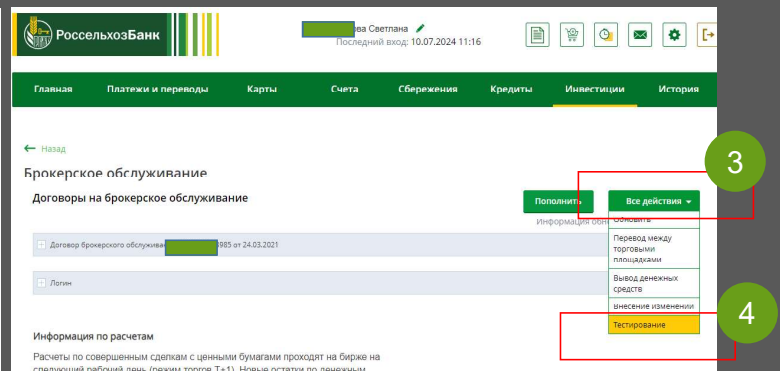 РоссельхозБанк
ва Светлана
Последний вход: 10.07.2024 11:16
Главная Платежи и переводы Карты Счета Сбережения Кредиты Инвестиции История
← Назад
Брокерское обслуживание
Договоры на брокерское обслуживание
Пополнить Все действия
3
Информация обн
Обновить
Договор брокерского обслужива 985 от 24.03.2021
Перевод между
торговыми
площадками
Логин
Вывод денежных
средств
Внесение изменений
4
Тестирование
Информация по расчетам
Расчеты по совершенным сделкам с ценными бумагами проходят на бирже на
следующий рабочий день (режим торгов Т+1). Новые остатки по денежным